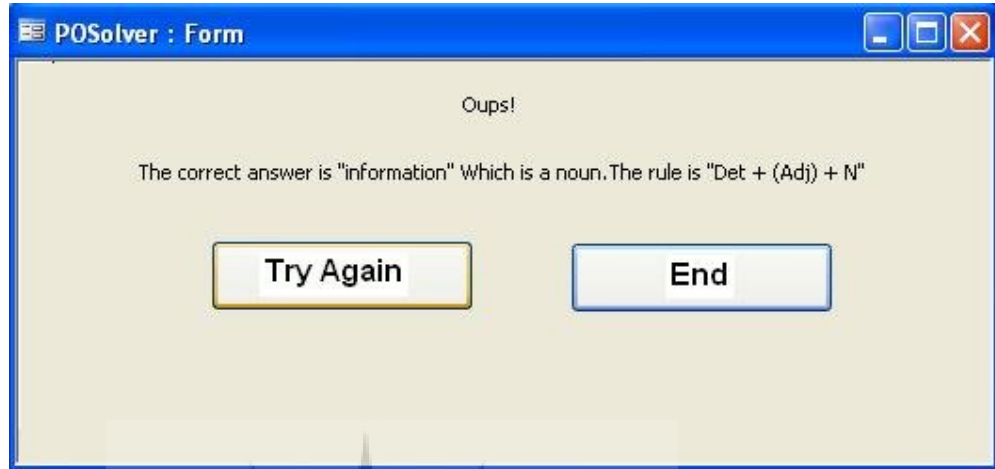 POSolver : Form
Oups!
The correct answer is "information" Which is a noun.The rule is "Det + (Adj) + N"
Try Again
End